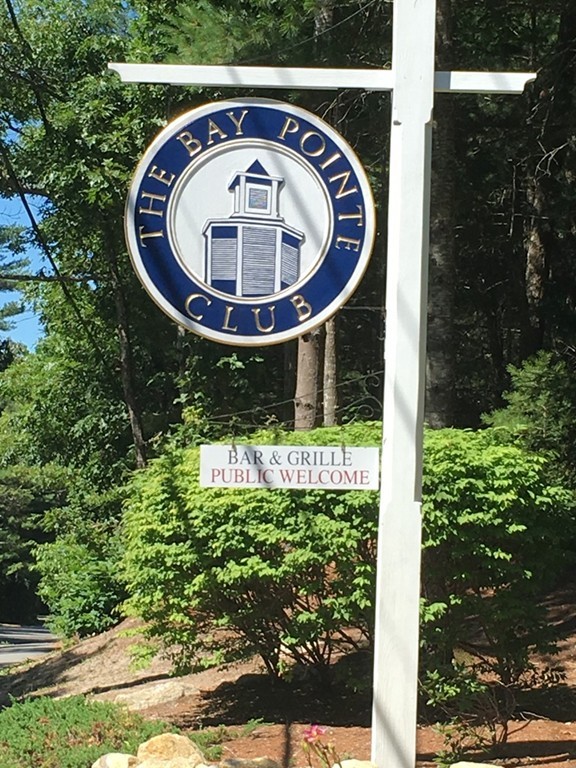 THE BAY POINTE
CLUB
BAR & GRILLE
PUBLIC WELCOME